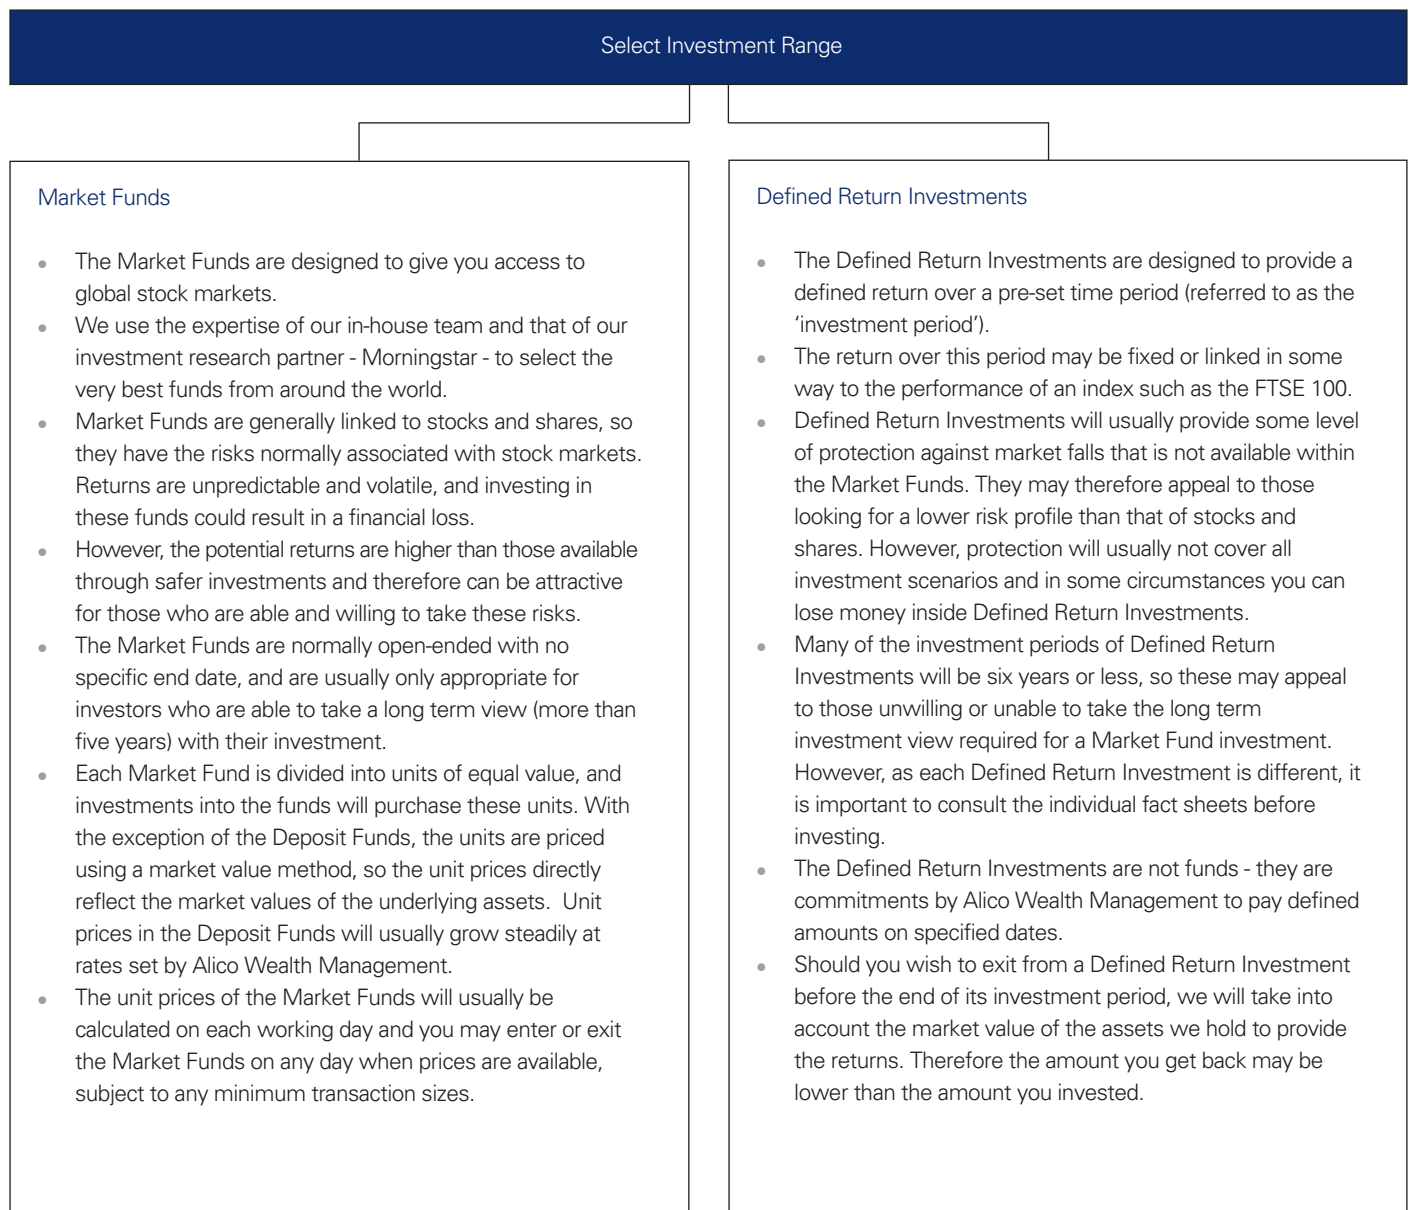 Select Investment Range
Market Funds
• The Market Funds are designed to give you access to
global stock markets.
• We use the expertise of our in-house team and that of our
investment research partner - Morningstar - to select the
very best funds from around the world.
• Market Funds are generally linked to stocks and shares, so
they have the risks normally associated with stock markets.
Returns are unpredictable and volatile, and investing in
these funds could result in a financial loss.
• However, the potential returns are higher than those available
through safer investments and therefore can be attractive
for those who are able and willing to take these risks.
• The Market Funds are normally open-ended with no
specific end date, and are usually only appropriate for
investors who are able to take a long term view (more than
five years) with their investment.
• Each Market Fund is divided into units of equal value, and
investments into the funds will purchase these units. With
the exception of the Deposit Funds, the units are priced
using a market value method, so the unit prices directly
reflect the market values of the underlying assets.  Unit
prices in the Deposit Funds will usually grow steadily at
rates set by Alico Wealth Management.
• The unit prices of the Market Funds will usually be
calculated on each working day and you may enter or exit
the Market Funds on any day when prices are available,
subject to any minimum transaction sizes.
Defined Return Investments
• The Defined Return Investments are designed to provide a
defined return over a pre-set time period (referred to as the
‘investment period’).
• The return over this period may be fixed or linked in some
way to the performance of an index such as the FTSE 100.
• Defined Return Investments will usually provide some level
of protection against market falls that is not available within
the Market Funds. They may therefore appeal to those
looking for a lower risk profile than that of stocks and
shares. However, protection will usually not cover all
investment scenarios and in some circumstances you can
lose money inside Defined Return Investments.
• Many of the investment periods of Defined Return
Investments will be six years or less, so these may appeal
to those unwilling or unable to take the long term
investment view required for a Market Fund investment.
However, as each Defined Return Investment is different, it
is important to consult the individual fact sheets before
investing.
• The Defined Return Investments are not funds - they are
commitments by Alico Wealth Management to pay defined
amounts on specified dates.
• Should you wish to exit from a Defined Return Investment
before the end of its investment period, we will take into
account the market value of the assets we hold to provide
the returns. Therefore the amount you get back may be
lower than the amount you invested.